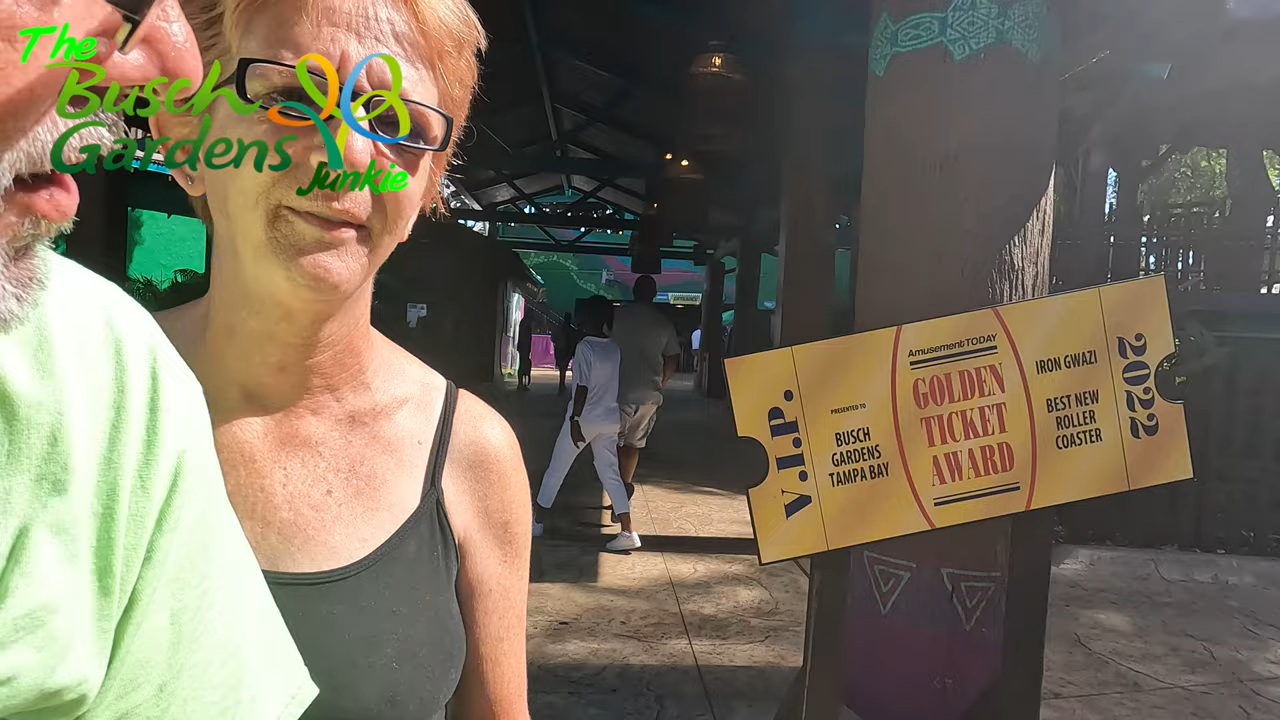 The
Busch
Gardens
Junkie
V.I.P.
PRESENTED TO
BUSCH
GARDENS
TAMPA BAY
AmusementTODAY
GOLDEN
TICKET
AWARD
IRON GWAZI
BEST NEW
ROLLER
COASTER
2022
ENTRANCE